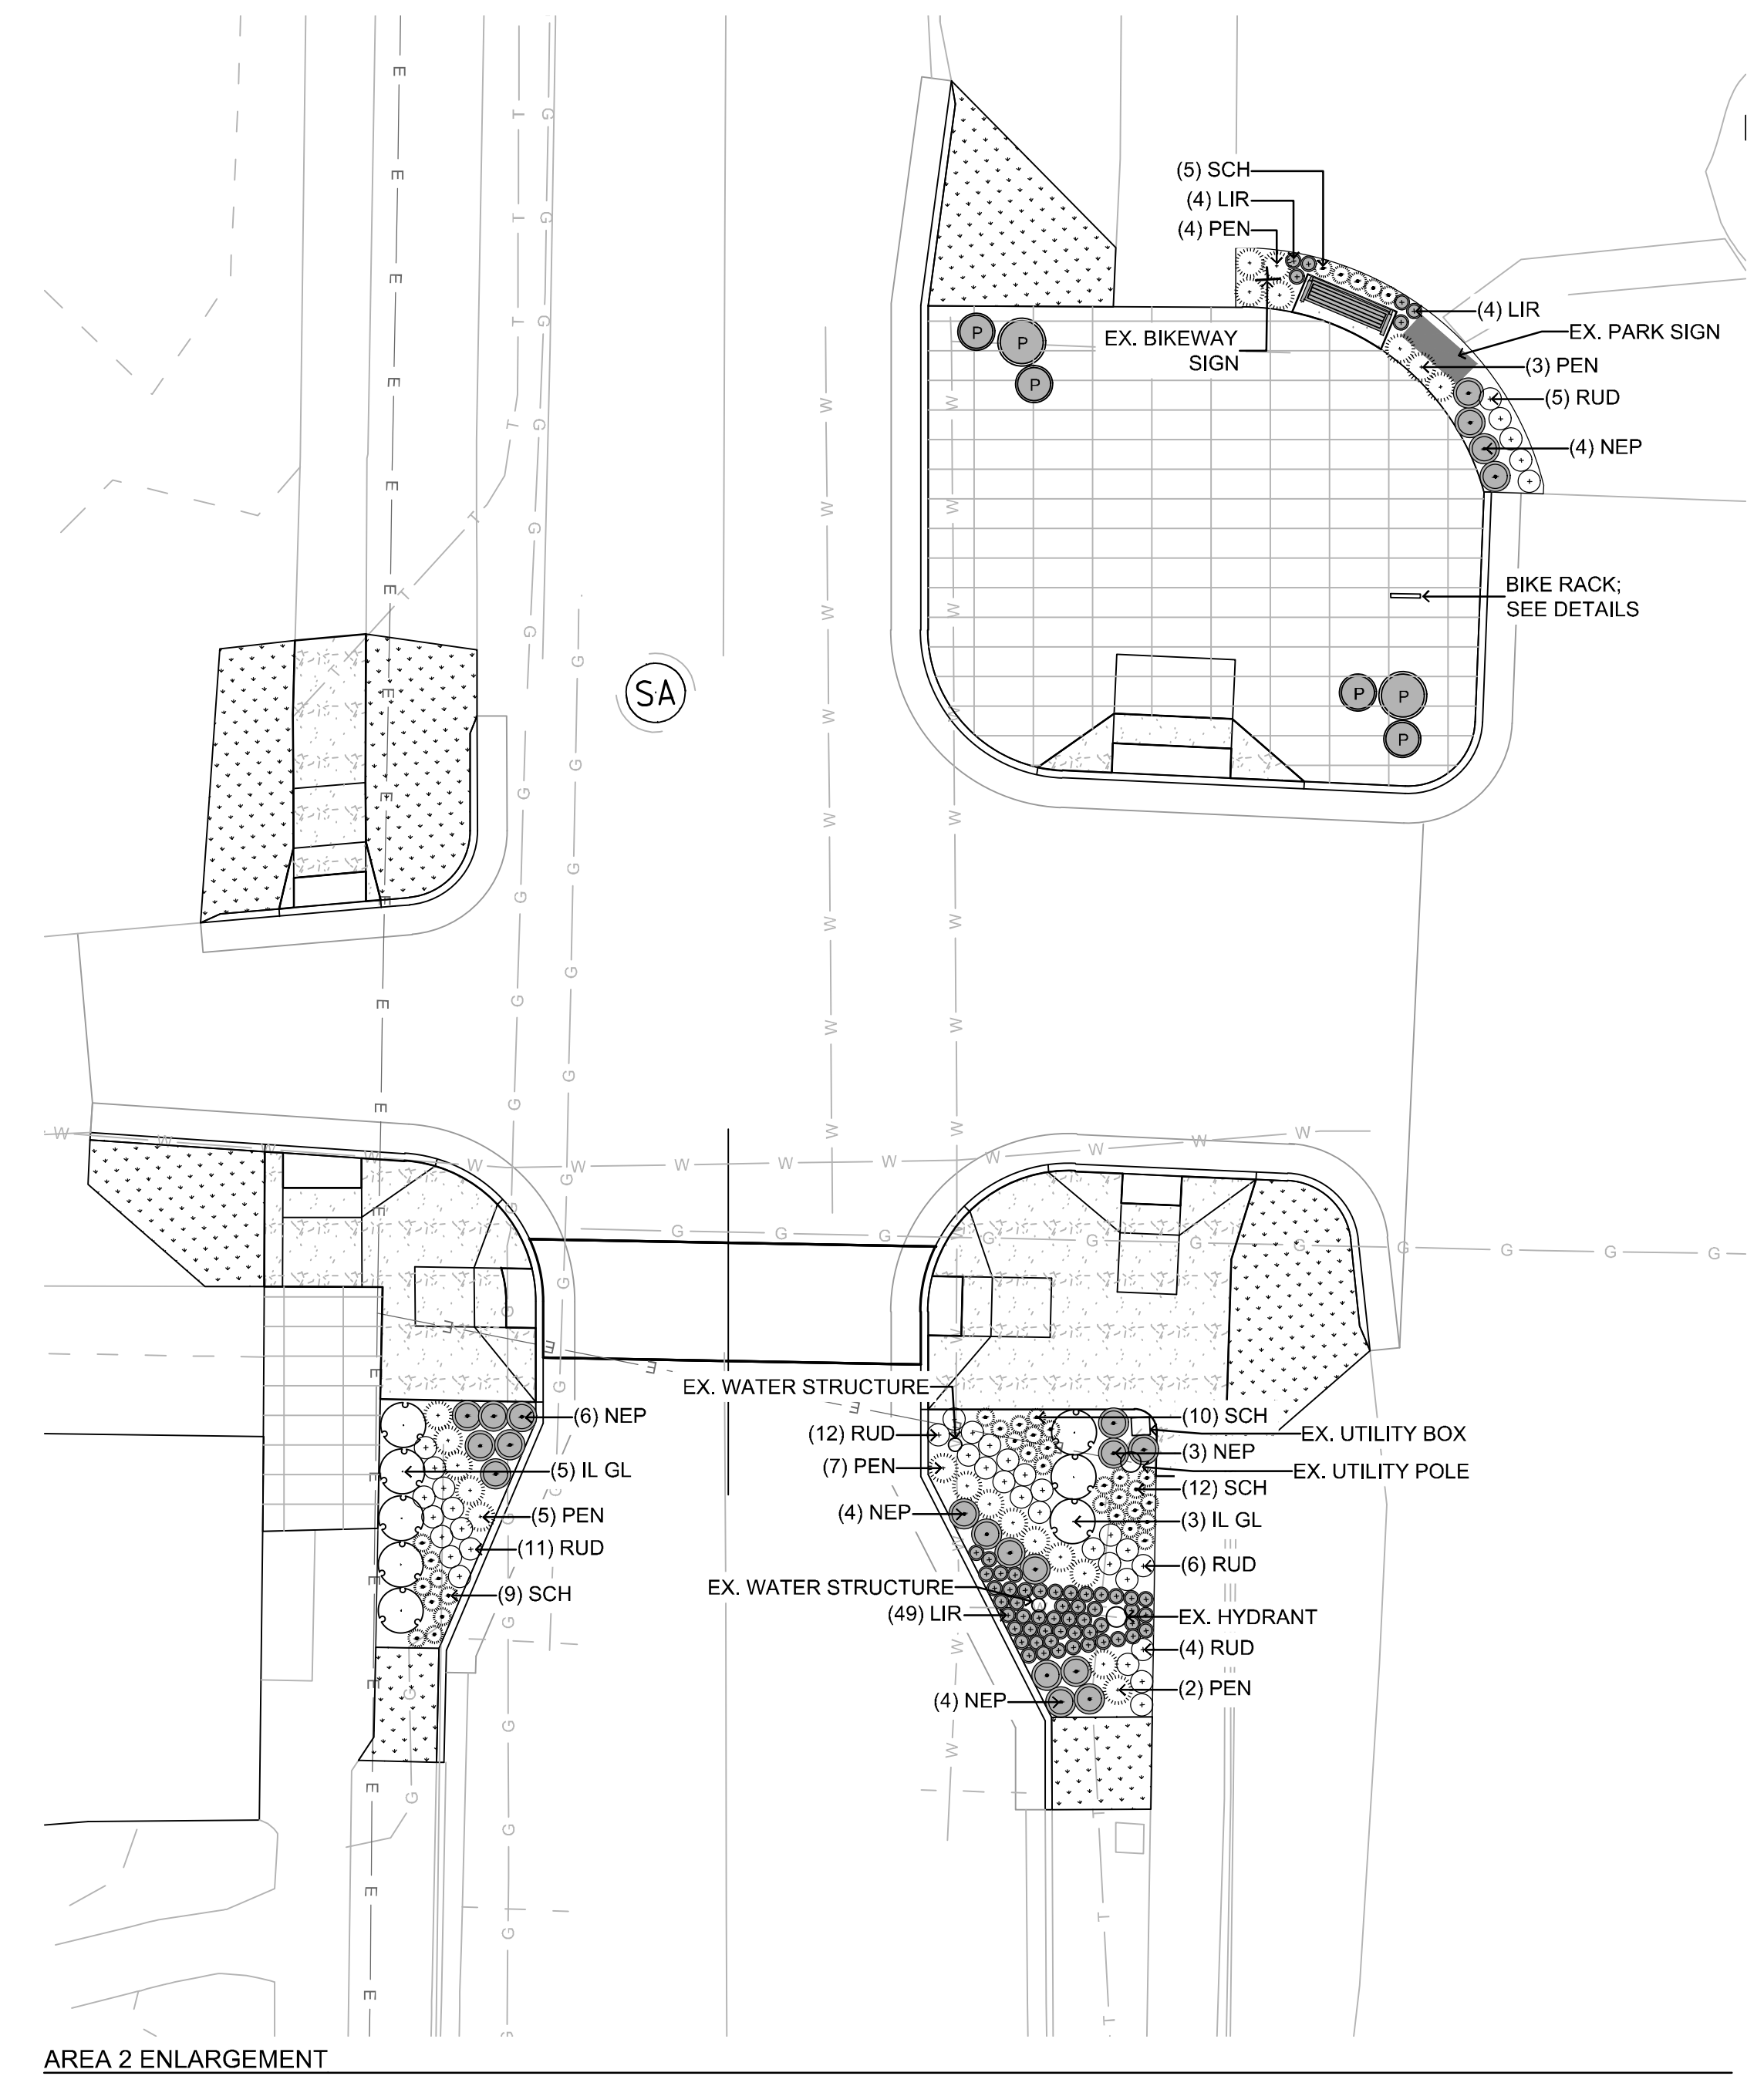 (5) SCH
(4) LIR
(4) PEN
EX. BIKEWAY
SIGN
(4) LIR
EX. PARK SIGN
(3) PEN
(5) RUD
(4) NEP
P
P
P
BIKE RACK;
SEE DETAILS
SA
P
P
P
EX. WATER STRUCTURE
(6) NEP
(12) RUD
(10) SCH
EX. UTILITY BOX
(3) NEP
(5) IL GL
(7) PEN
EX. UTILITY POLE
(12) SCH
(5) PEN
(4) NEP
(3) IL GL
(11) RUD
(6) RUD
(9) SCH
EX. WATER STRUCTURE
(49) LIR
EX. HYDRANT
(4) RUD
(2) PEN
(4) NEP
AREA 2 ENLARGEMENT